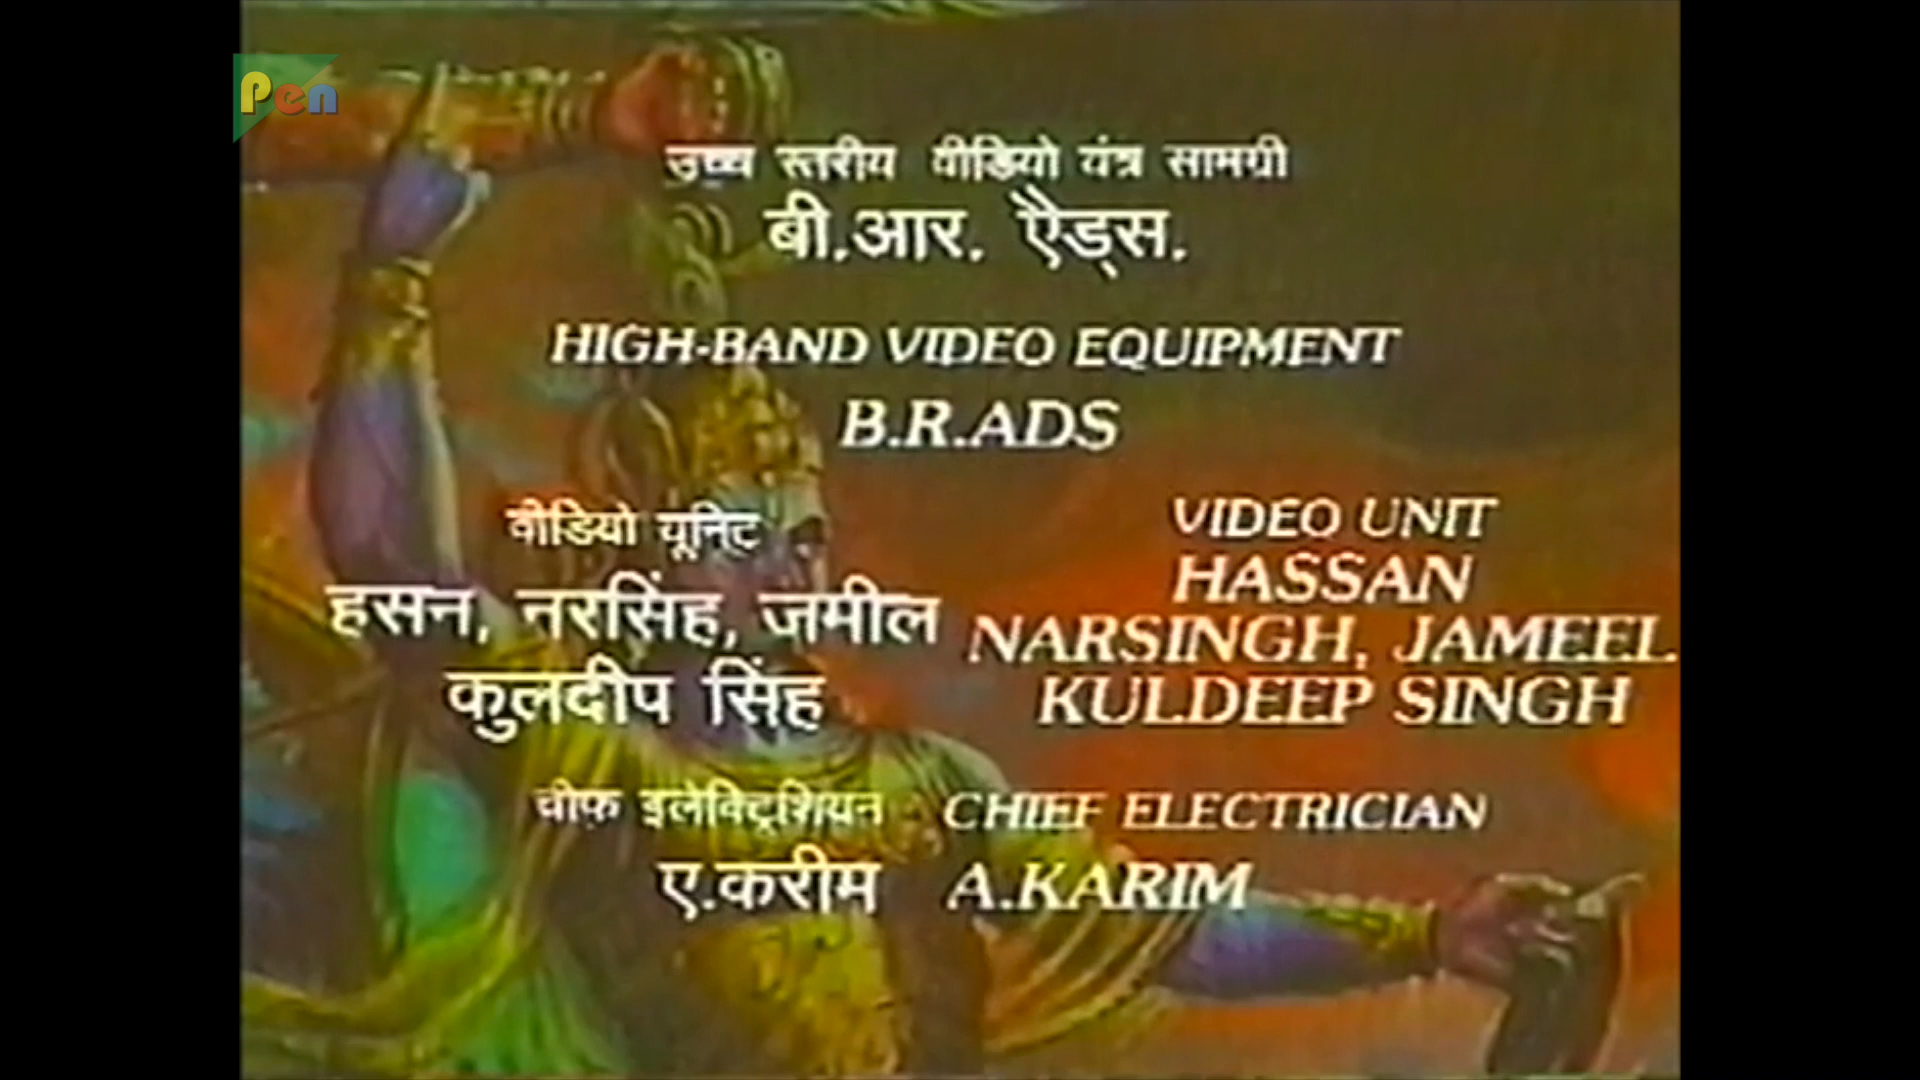 Pen
उच्च स्तरीय वीडियो यंत्र सामग्री
बी.आर. ऐड्स.
HIGH-BAND VIDEO EQUIPMENT
B.R.ADS
वीडियो यूनिट
हसन, नरसिंह, जमील
कुलदीप सिंह
VIDEO UNIT
HASSAN
NARSINGH, JAMEEL
KULDEEP SINGH
चीफ इलेक्ट्रिशियन
ए.करीम
CHIEF ELECTRICIAN
A.KARIM